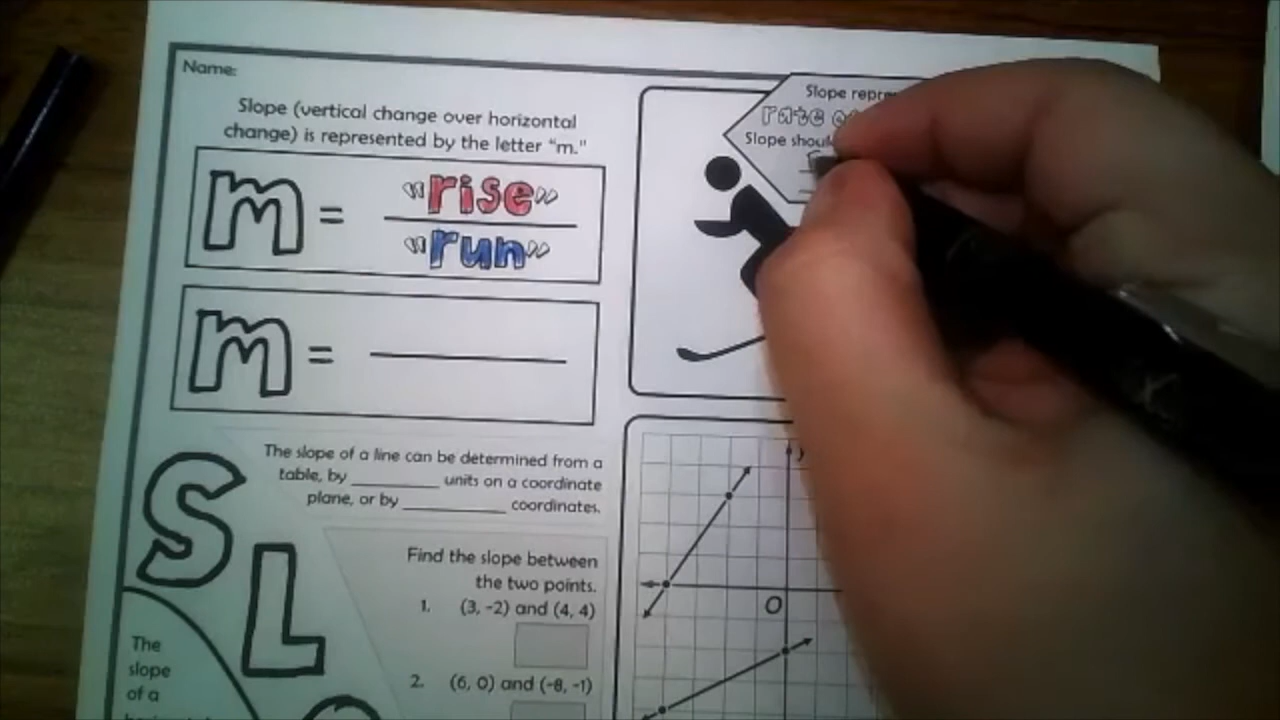 Name:
Slope (vertical change over horizontal
change) is represented by the letter "m."
m = "rise"
"run"
m =
Slope
rate
Slope
The slope of a line can be determined from a
table, by _________ units on a coordinate
plane, or by ___________ coordinates.
S
L
Find the slope between
the two points.
1. (3, -2) and (4, 4)
2. (6, 0) and (-8, -1)
The
slope
of a
y
O